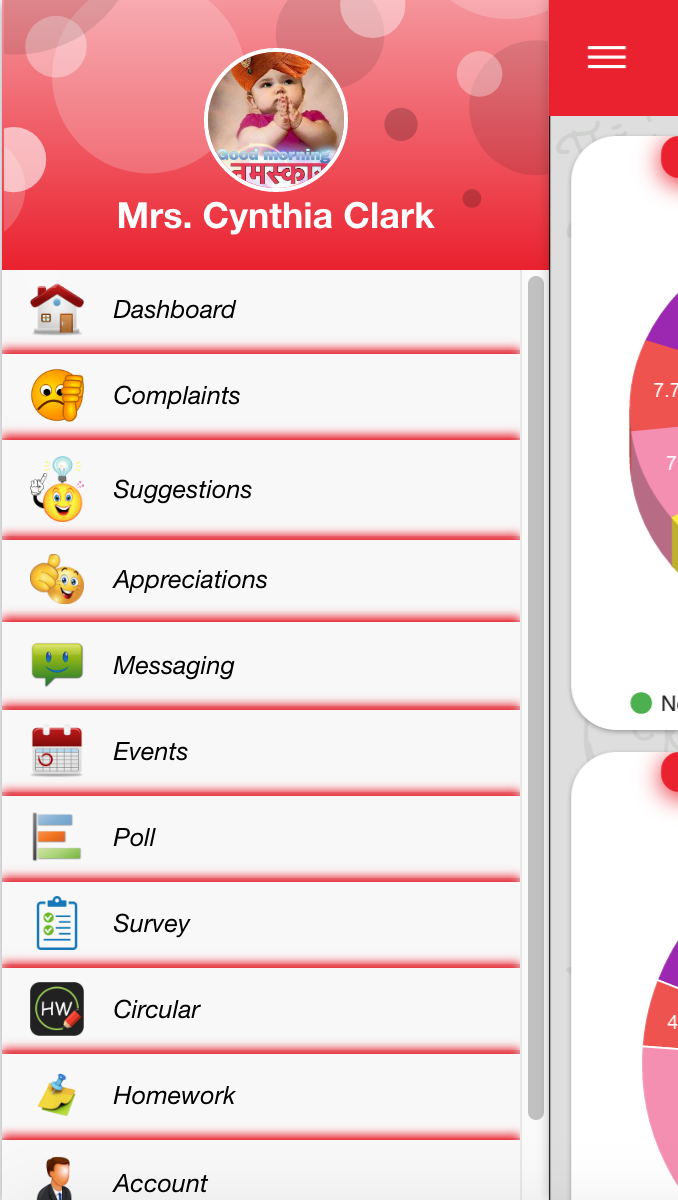 Good morning
नमस्कार
Mrs. Cynthia Clark
Dashboard
Complaints
Suggestions
Appreciations
Messaging
Events
Poll
Survey
HW
Circular
Homework
Account
7.7
7
4